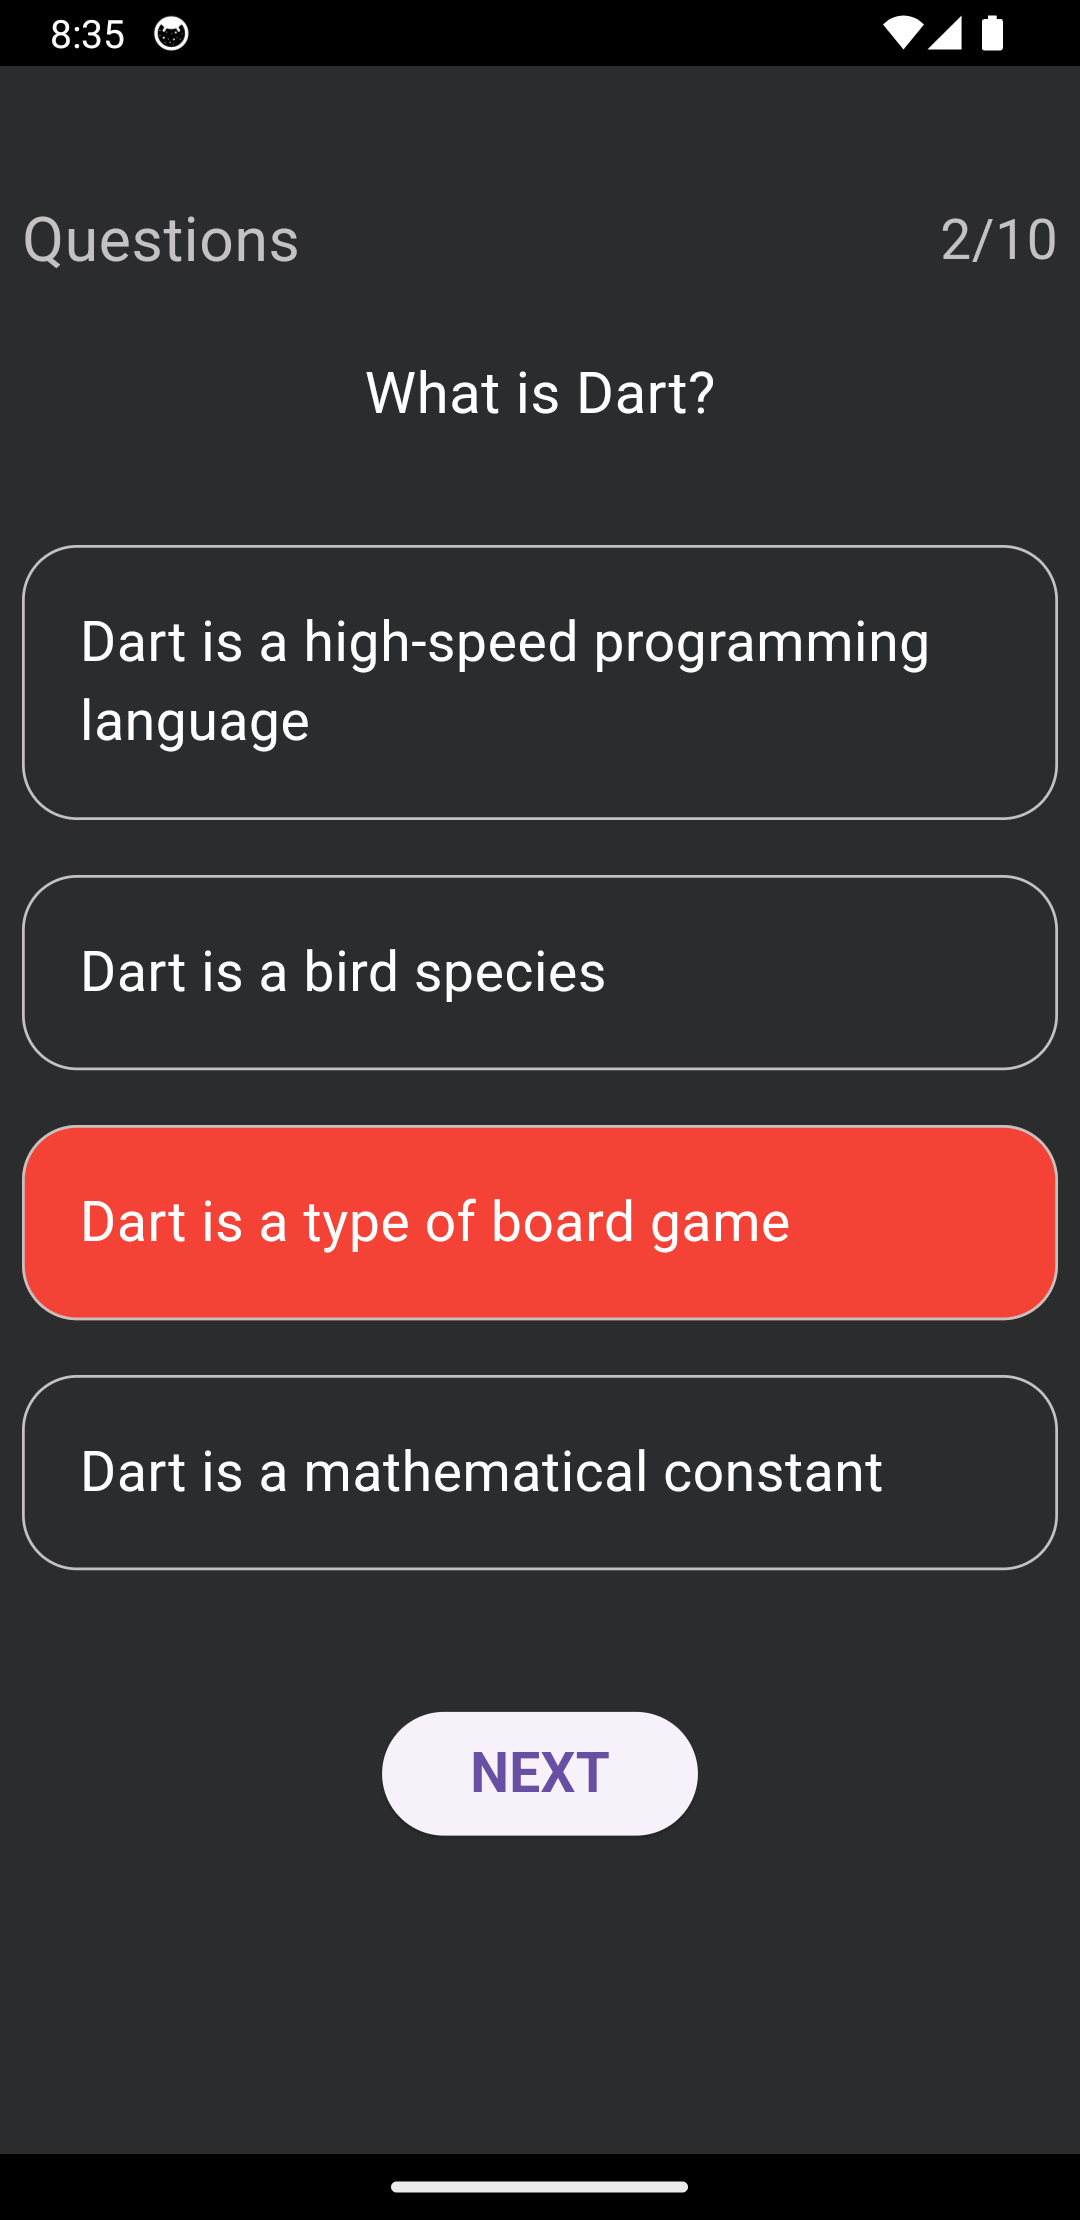 8:35
Questions
2/10
What is Dart?
Dart is a high-speed programming
language
Dart is a bird species
Dart is a type of board game
Dart is a mathematical constant
NEXT